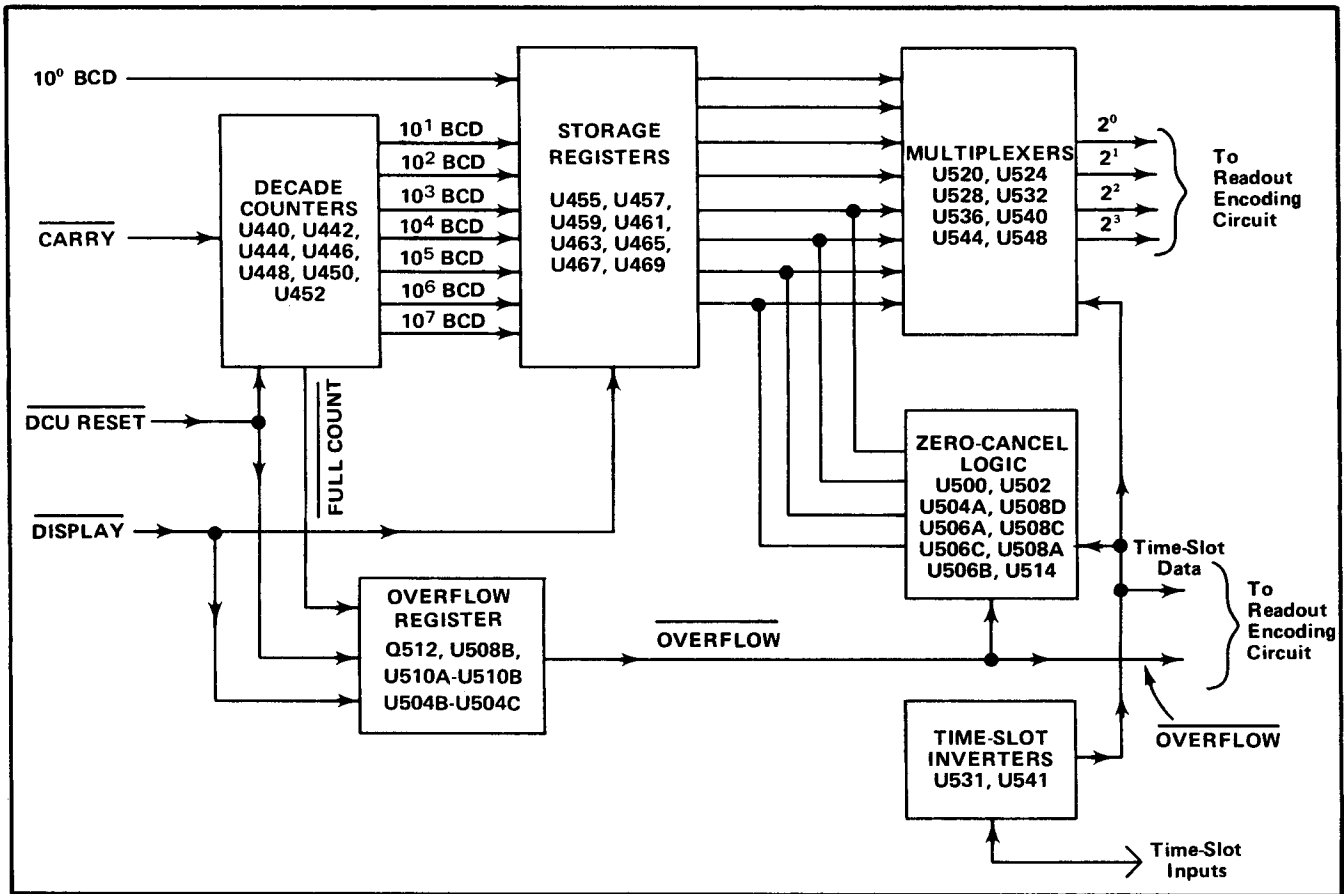 10⁰ BCD
CARRY
DCU RESET
DISPLAY
DECADE
COUNTERS
U440, U442,
U444, U446,
U448, U450,
U452
10¹ BCD
10² BCD
10³ BCD
10⁴ BCD
10⁵ BCD
10⁶ BCD
10⁷ BCD
FULL COUNT
STORAGE
REGISTERS
U455, U457,
U459, U461,
U463, U465,
U467, U469
MULTIPLEXERS
U520, U524
U528, U532
U536, U540
U544, U548
2⁰
2¹
2²
2³
To
Readout
Encoding
Circuit
ZERO-CANCEL
LOGIC
U500, U502
U504A, U508D
U506A, U508C
U506C, U508A
U506B, U514
Time-Slot
Data
To
Readout
Encoding
Circuit
OVERFLOW
REGISTER
Q512, U508B,
U510A-U510B
U504B-U504C
OVERFLOW
OVERFLOW
TIME-SLOT
INVERTERS
U531, U541
Time-Slot
Inputs